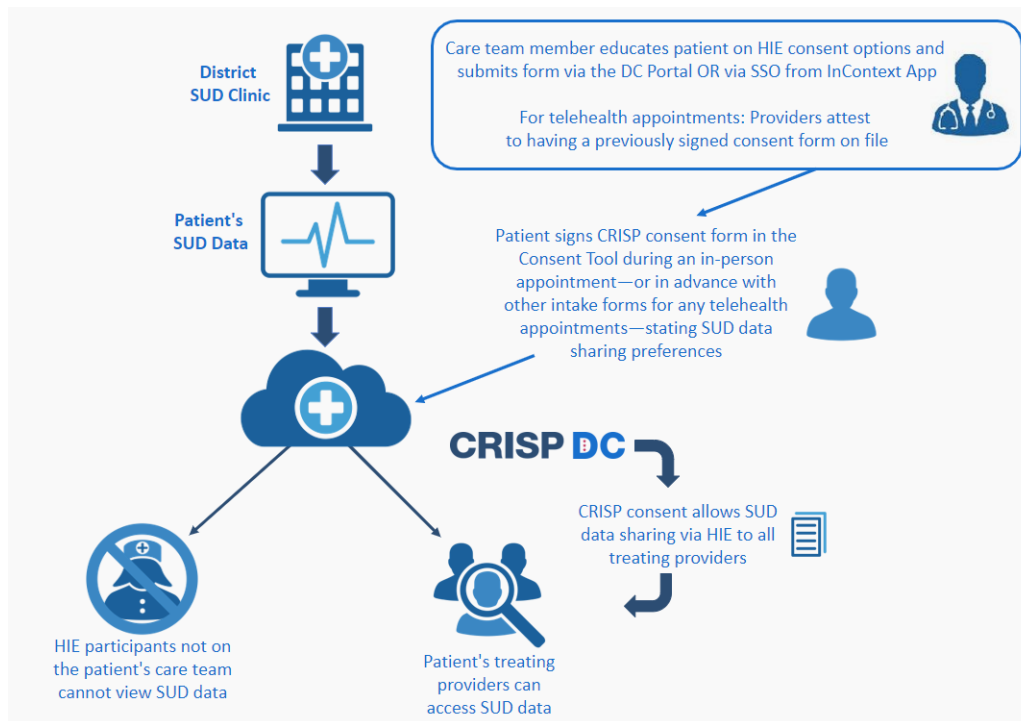 District
SUD Clinic
Care team member educates patient on HIE consent options and
submits form via the DC Portal OR via SSO from InContext App
For telehealth appointments: Providers attest
to having a previously signed consent form on file
Patient's
SUD Data
Patient signs CRISP consent form in the
Consent Tool during an in-person
appointment—or in advance with
other intake forms for any telehealth
appointments—stating SUD data
sharing preferences
CRISP DC
CRISP consent allows SUD
data sharing via HIE to all
treating providers
HIE participants not on
the patient's care team
cannot view SUD data
Patient's treating
providers can
access SUD data